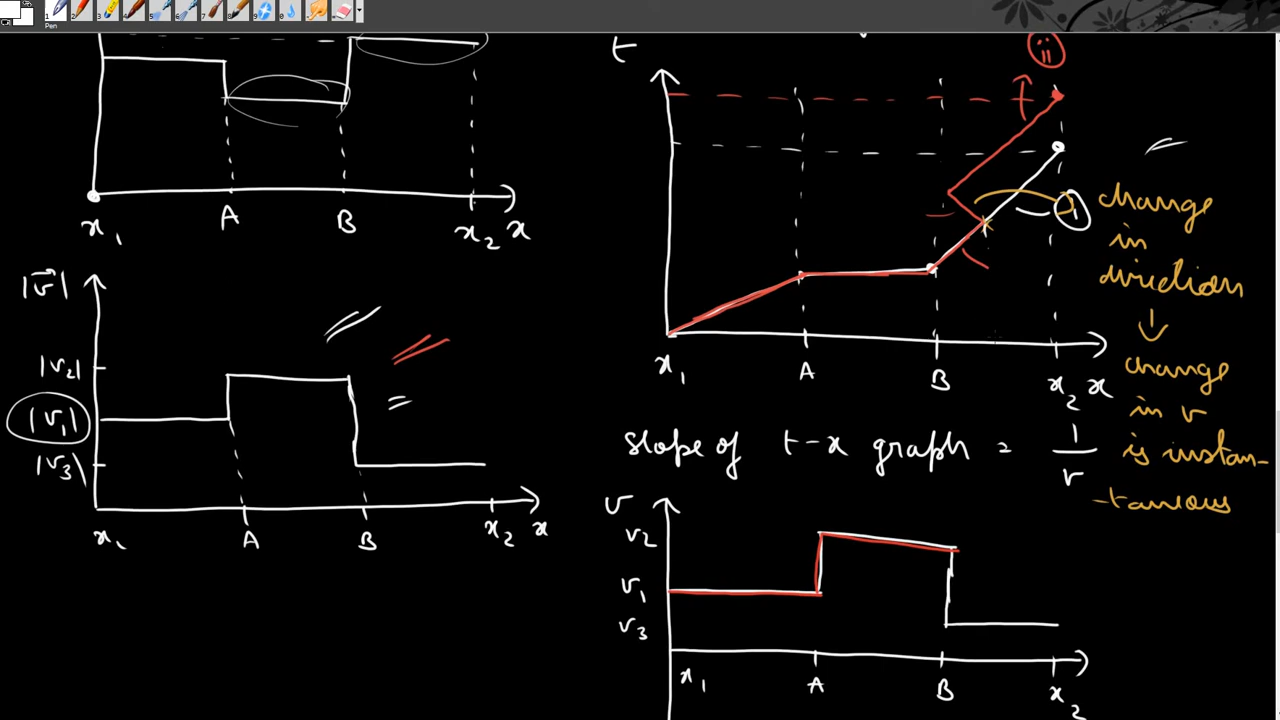 Pen
x₁ A B x₂ x
|v⃗|
|v₂|
|v₁|
|v₃|
x₁ A B x₂ x
t
ii
i
x₁ A B x₂ x
change
in
direction
↓
change
in v
is instan-
-taneous
slope of t-x graph = 1/v
v
v₂
v₁
v₃
x₁ A B x₂